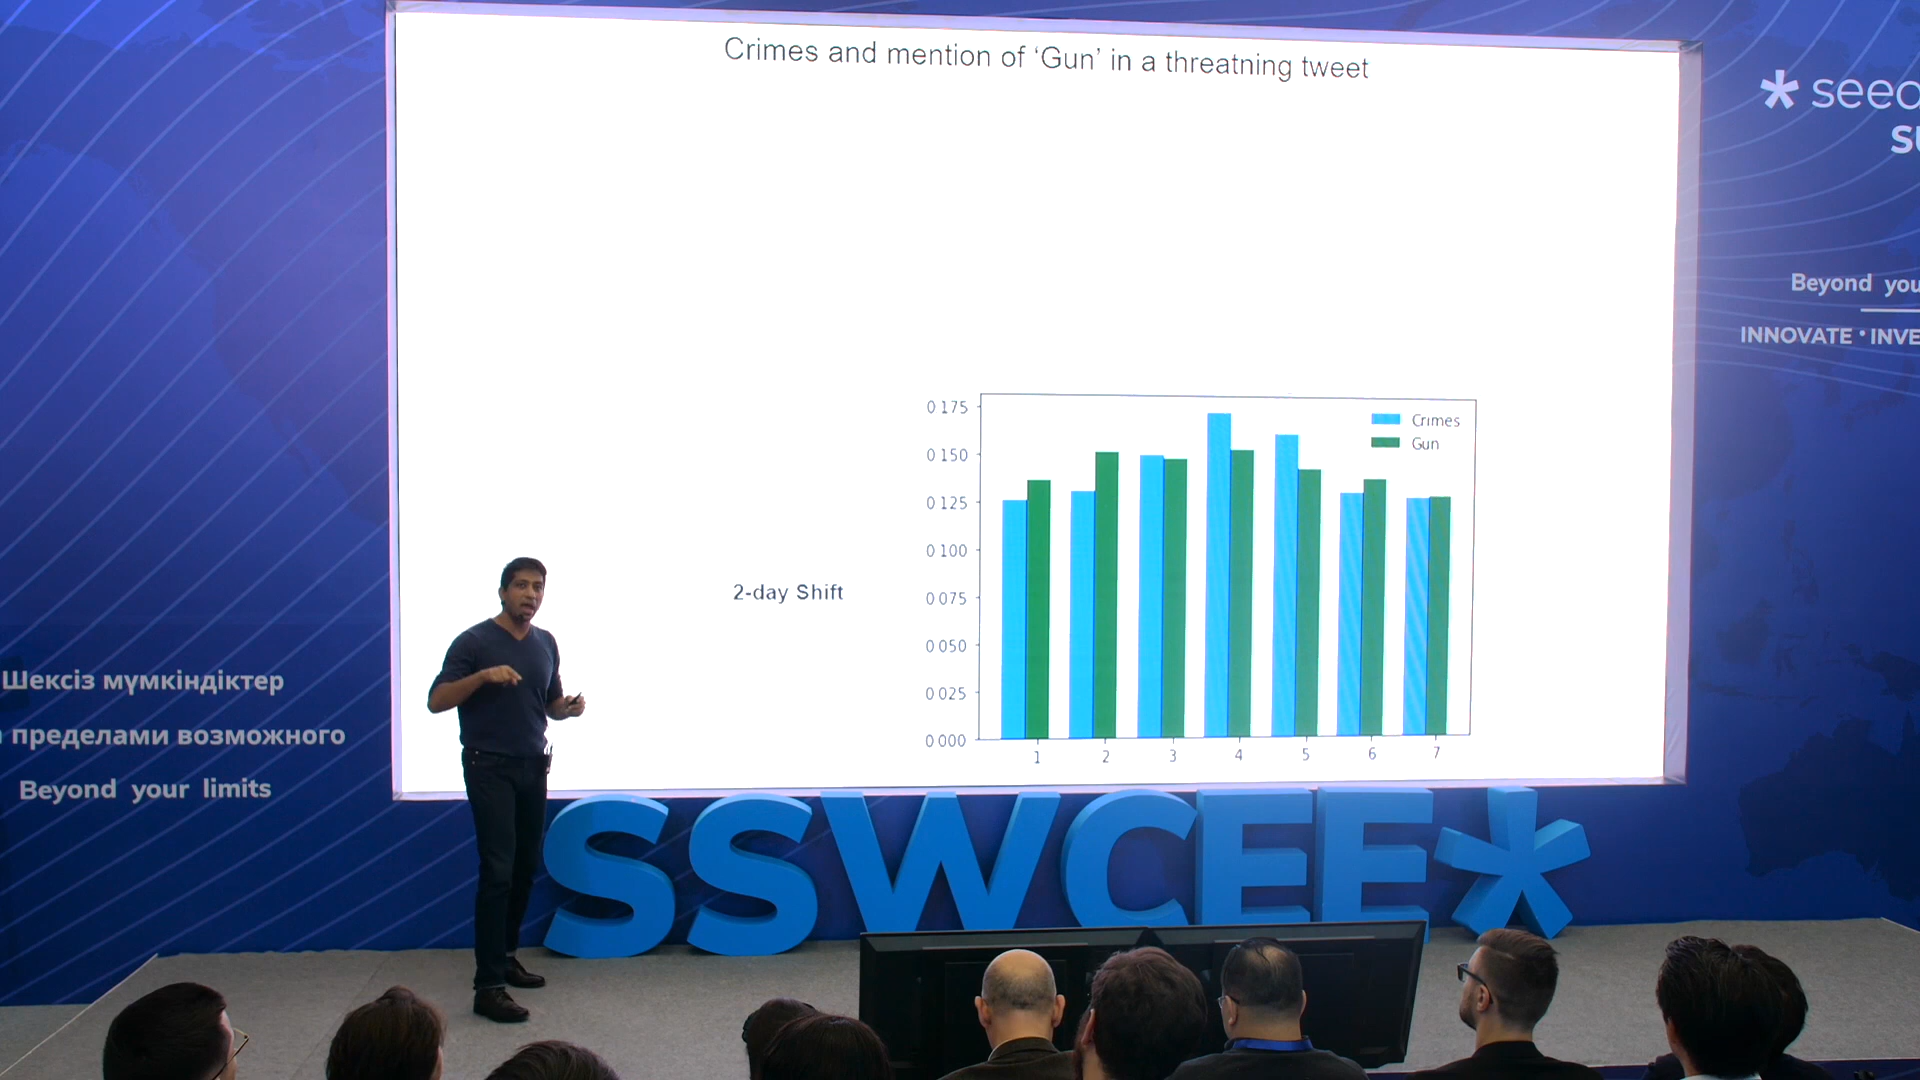 Crimes and mention of ‘Gun’ in a threatning tweet
seed
Beyond you
INNOVATE • INVE
0 175
0 150
0 125
0 100
0 075
0 050
0 025
0 000
Crimes
Gun
2-day Shift
1 2 3 4 5 6 7
Шексіз мүмкіндіктер
пределами возможного
Beyond your limits
SSWCEE*